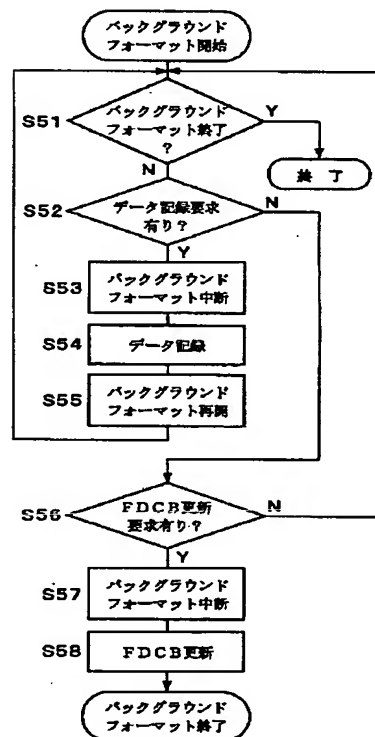 バックグラウンド
フォーマット開始
S51
バックグラウンド
フォーマット終了
?
Y
N
終 了
S52
データ記録要求
有り?
N
Y
S53
バックグラウンド
フォーマット中断
S54
データ記録
S55
バックグラウンド
フォーマット再開
S56
FDCB更新
要求有り?
N
Y
S57
バックグラウンド
フォーマット中断
S58
FDCB更新
バックグラウンド
フォーマット終了